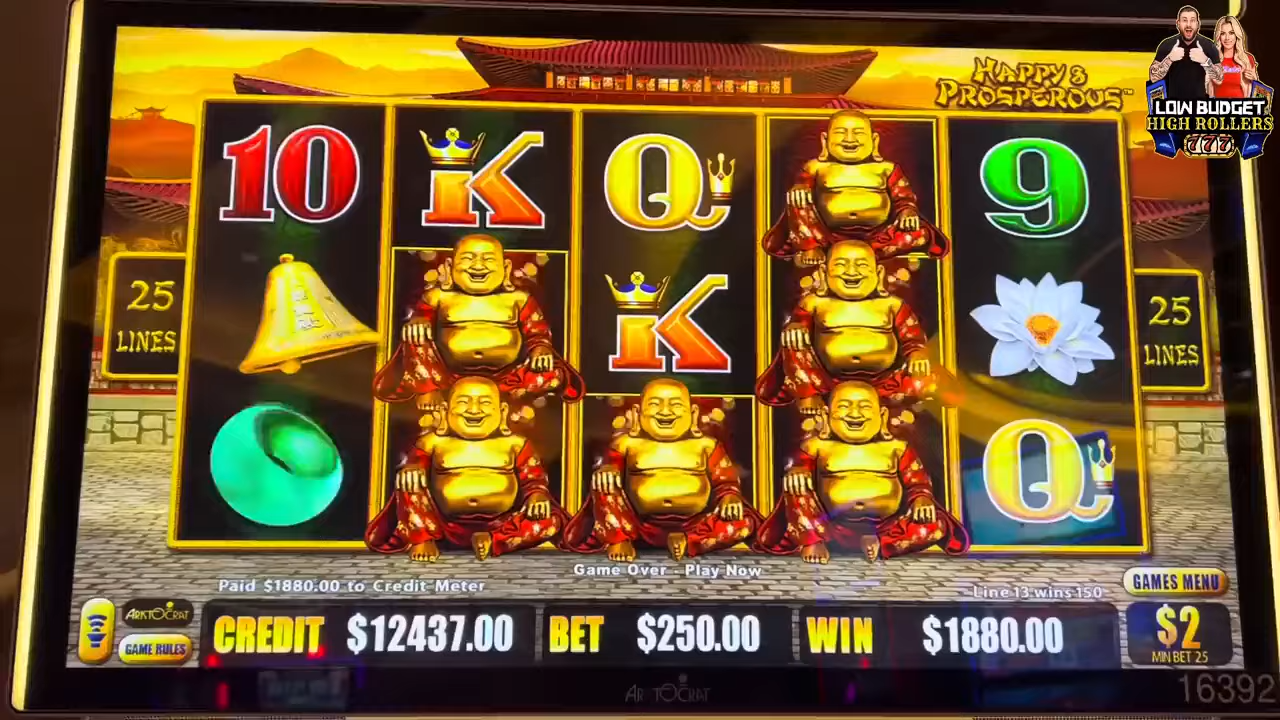 HAPPY &
PROSPEROUS™
LOW BUDGET
HIGH ROLLERS
777
10
K
Q
9
25
LINES
K
25
LINES
Q
Game Over - Play Now
Paid $1880.00 to Credit Meter
Line 13 wins 150
GAMES MENU
ARISTOCRAT
GAME RULES
CREDIT $12437.00
BET $250.00
WIN $1880.00
$2
MIN BET 25
ARISTOCRAT
16392